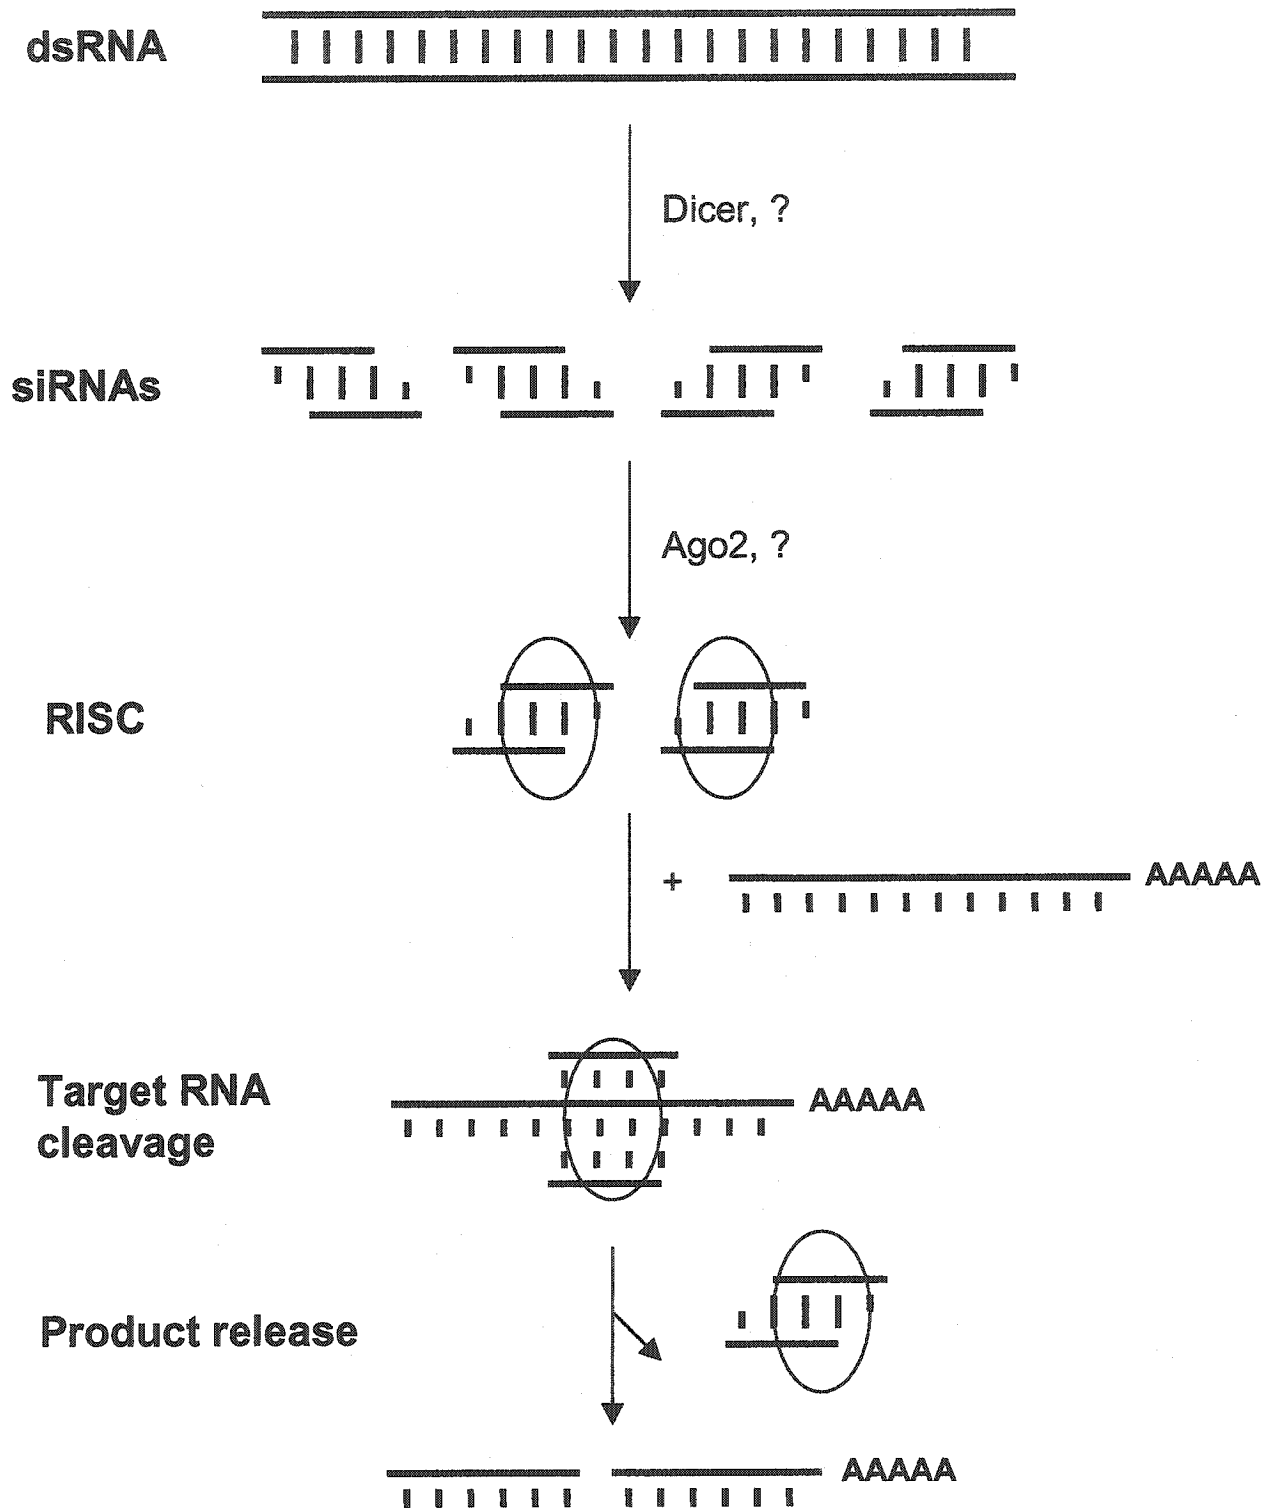 dsRNA
Dicer, ?
siRNAs
Ago2, ?
RISC
+
AAAAA
Target RNA
cleavage
AAAAA
Product release
AAAAA